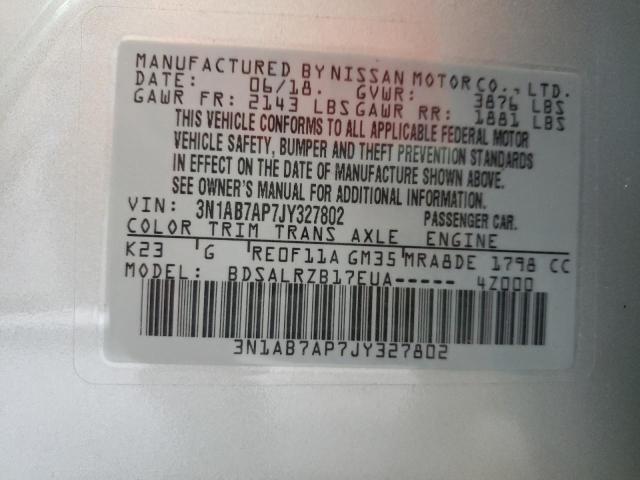 MANUFACTURED BY NISSAN MOTOR CO., LTD.
DATE: 06/18. GVWR: 3876 LBS
GAWR FR: 2143 LBS GAWR RR: 1881 LBS
THIS VEHICLE CONFORMS TO ALL APPLICABLE FEDERAL MOTOR
VEHICLE SAFETY, BUMPER AND THEFT PREVENTION STANDARDS
IN EFFECT ON THE DATE OF MANUFACTURE SHOWN ABOVE.
SEE OWNER'S MANUAL FOR ADDITIONAL INFORMATION.
VIN: 3N1AB7AP7JY327802 PASSENGER CAR.
COLOR TRIM TRANS AXLE ENGINE
K23 G RE0F11A GM35 MRA8DE 1798 CC
MODEL: BDSALRZB17EUA----- 4Z000
3N1AB7AP7JY327802